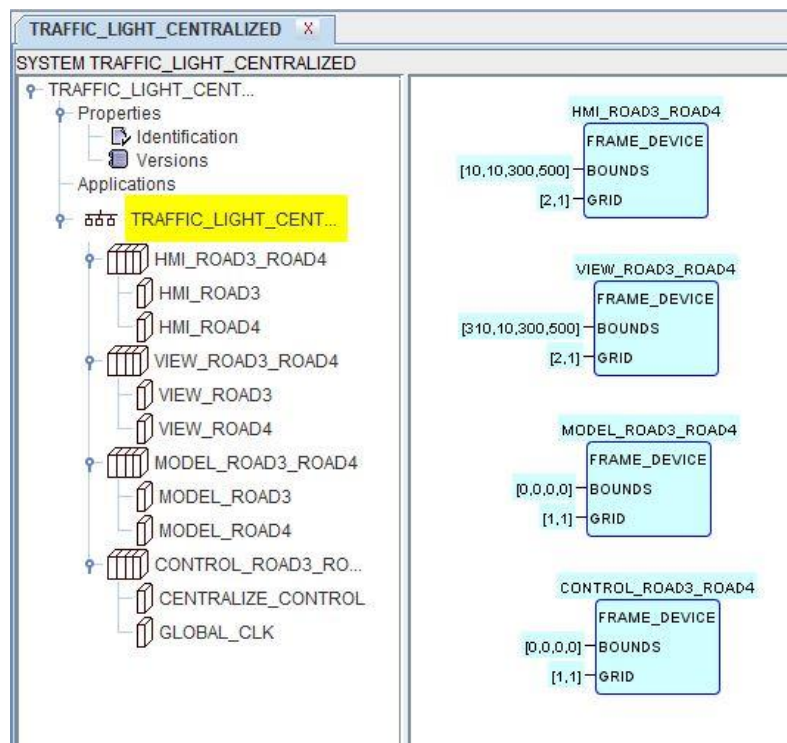 TRAFFIC_LIGHT_CENTRALIZED X
SYSTEM TRAFFIC_LIGHT_CENTRALIZED
TRAFFIC_LIGHT_CENT...
Properties
Identification
Versions
Applications
TRAFFIC_LIGHT_CENT...
HMI_ROAD3_ROAD4
HMI_ROAD3
HMI_ROAD4
VIEW_ROAD3_ROAD4
VIEW_ROAD3
VIEW_ROAD4
MODEL_ROAD3_ROAD4
MODEL_ROAD3
MODEL_ROAD4
CONTROL_ROAD3_RO...
CENTRALIZE_CONTROL
GLOBAL_CLK
HMI_ROAD3_ROAD4
FRAME_DEVICE
[10,10,300,500] BOUNDS
[2,1] GRID
VIEW_ROAD3_ROAD4
FRAME_DEVICE
[310,10,300,500] BOUNDS
[2,1] GRID
MODEL_ROAD3_ROAD4
FRAME_DEVICE
[0,0,0,0] BOUNDS
[1,1] GRID
CONTROL_ROAD3_ROAD4
FRAME_DEVICE
[0,0,0,0] BOUNDS
[1,1] GRID